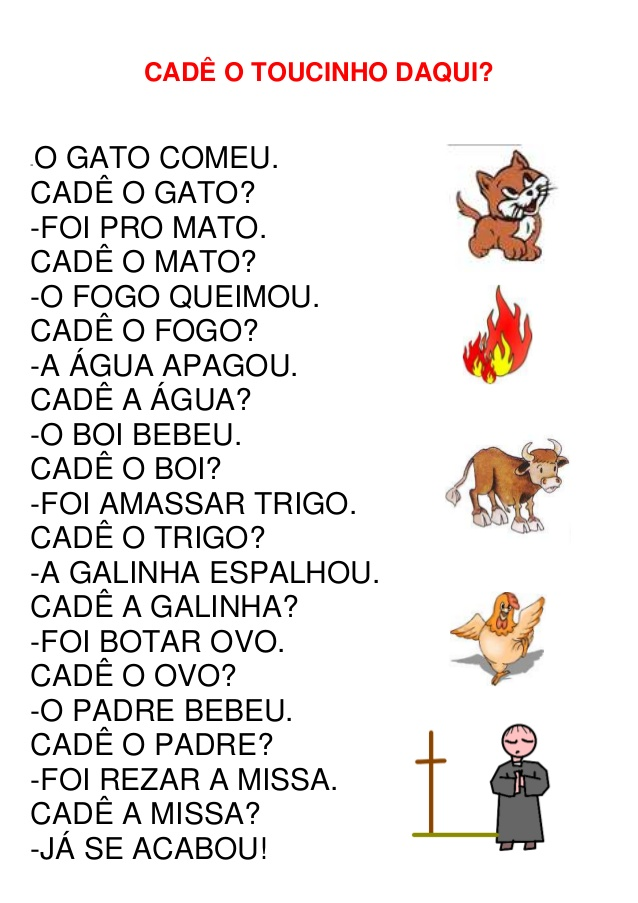 CADÊ O TOUCINHO DAQUI?
-O GATO COMEU.
CADÊ O GATO?
-FOI PRO MATO.
CADÊ O MATO?
-O FOGO QUEIMOU.
CADÊ O FOGO?
-A ÁGUA APAGOU.
CADÊ A ÁGUA?
-O BOI BEBEU.
CADÊ O BOI?
-FOI AMASSAR TRIGO.
CADÊ O TRIGO?
-A GALINHA ESPALHOU.
CADÊ A GALINHA?
-FOI BOTAR OVO.
CADÊ O OVO?
-O PADRE BEBEU.
CADÊ O PADRE?
-FOI REZAR A MISSA.
CADÊ A MISSA?
-JÁ SE ACABOU!